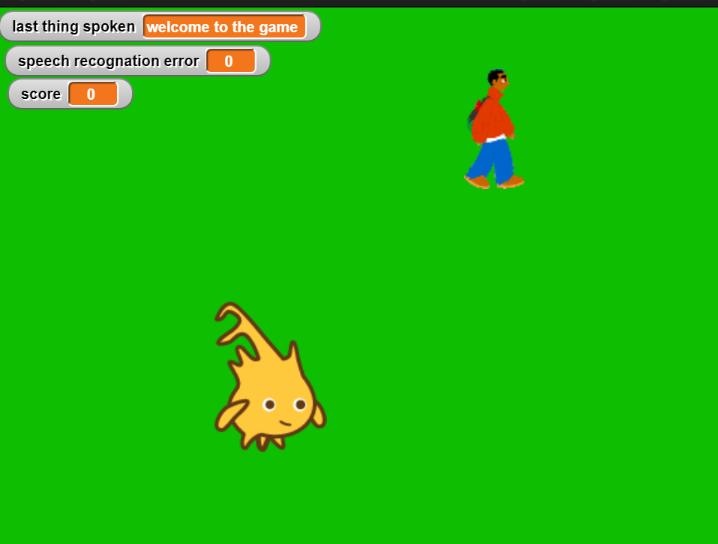 last thing spoken welcome to the game
speech recognation error 0
score 0